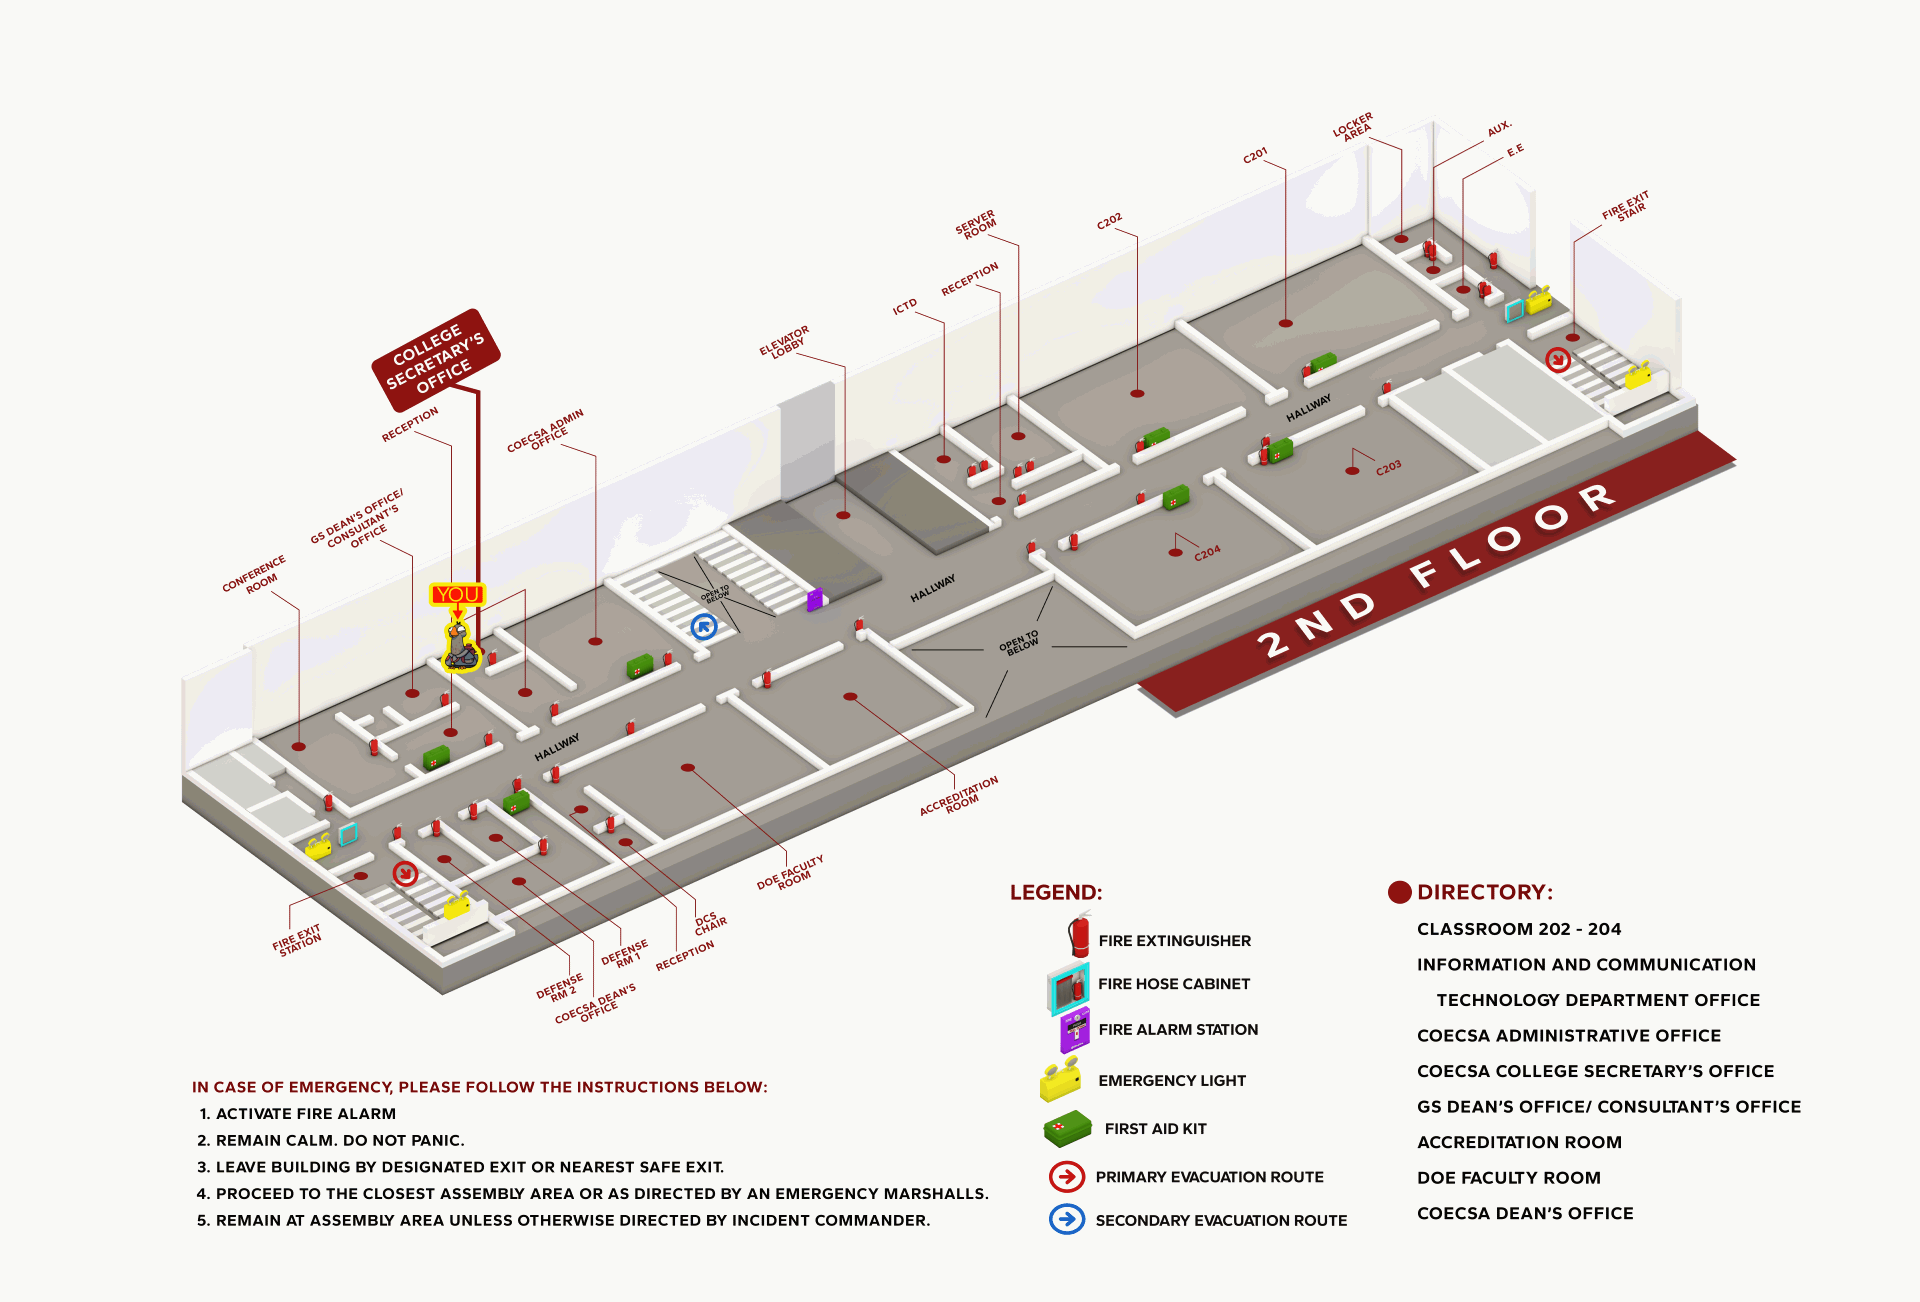 LOCKER
AREA
AUX.
E.E
C201
FIRE EXIT
STAIR
C202
SERVER
ROOM
RECEPTION
ICTD
ELEVATOR
LOBBY
COLLEGE
SECRETARY'S
OFFICE
RECEPTION
COECSA ADMIN
OFFICE
GS DEAN'S OFFICE/
CONSULTANT'S
OFFICE
CONFERENCE
ROOM
YOU
OPEN TO
BELOW
HALLWAY
HALLWAY
HALLWAY
C203
C204
OPEN TO
BELOW
2ND FLOOR
ACCREDITATION
ROOM
DOE FACULTY
ROOM
DCS
CHAIR
RECEPTION
DEFENSE
RM 1
DEFENSE
RM 2
COECSA DEAN'S
OFFICE
FIRE EXIT
STATION
LEGEND:
FIRE EXTINGUISHER
FIRE HOSE CABINET
FIRE ALARM STATION
EMERGENCY LIGHT
FIRST AID KIT
PRIMARY EVACUATION ROUTE
SECONDARY EVACUATION ROUTE
DIRECTORY:
CLASSROOM 202 - 204
INFORMATION AND COMMUNICATION
TECHNOLOGY DEPARTMENT OFFICE
COECSA ADMINISTRATIVE OFFICE
COECSA COLLEGE SECRETARY'S OFFICE
GS DEAN'S OFFICE/ CONSULTANT'S OFFICE
ACCREDITATION ROOM
DOE FACULTY ROOM
COECSA DEAN'S OFFICE
IN CASE OF EMERGENCY, PLEASE FOLLOW THE INSTRUCTIONS BELOW:
1. ACTIVATE FIRE ALARM
2. REMAIN CALM. DO NOT PANIC.
3. LEAVE BUILDING BY DESIGNATED EXIT OR NEAREST SAFE EXIT.
4. PROCEED TO THE CLOSEST ASSEMBLY AREA OR AS DIRECTED BY AN EMERGENCY MARSHALLS.
5. REMAIN AT ASSEMBLY AREA UNLESS OTHERWISE DIRECTED BY INCIDENT COMMANDER.